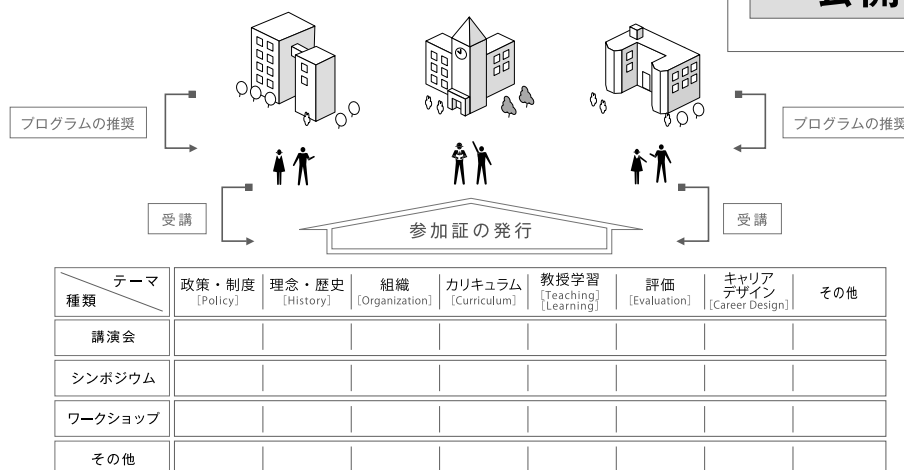 公開
プログラムの推奨
プログラムの推奨
受講
受講
参加証の発行
テーマ
種類
政策・制度
[Policy]
理念・歴史
[History]
組織
[Organization]
カリキュラム
[Curriculum]
教授学習
[Teaching]
[Learning]
評価
[Evaluation]
キャリア
デザイン
[Career Design]
その他
講演会
シンポジウム
ワークショップ
その他